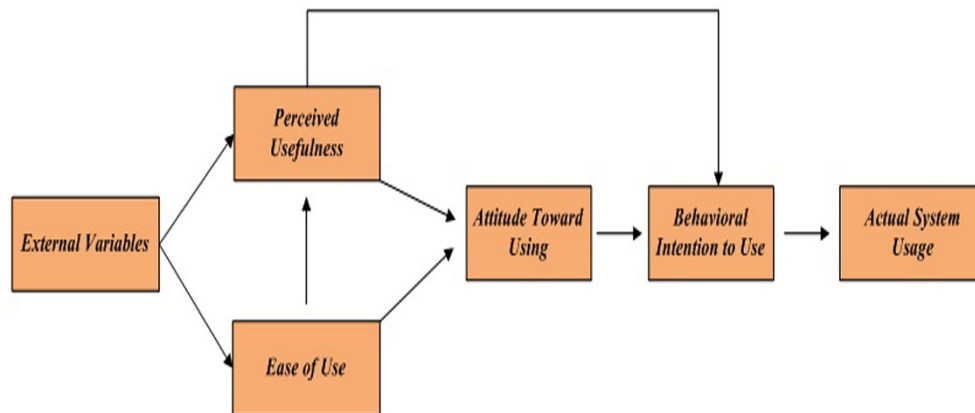 Perceived
Usefulness
External Variables
Ease of Use
Attitude Toward
Using
Behavioral
Intention to Use
Actual System
Usage